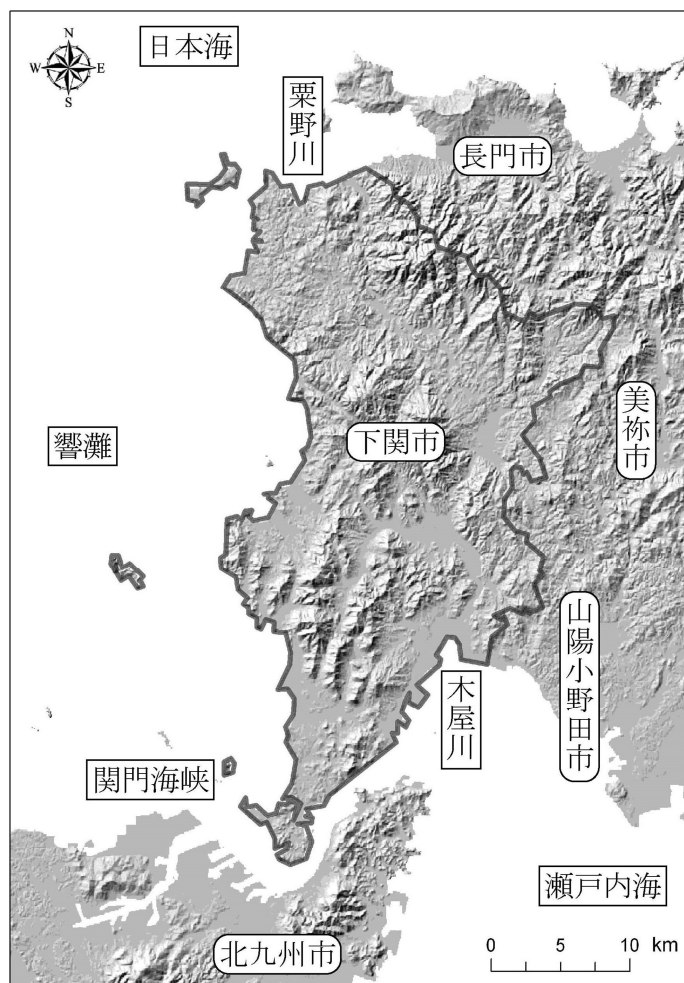 N
W E
S
日本海
粟野川
長門市
美祢市
下関市
響灘
山陽小野田市
木屋川
関門海峡
瀬戸内海
北九州市
0 5 10 km